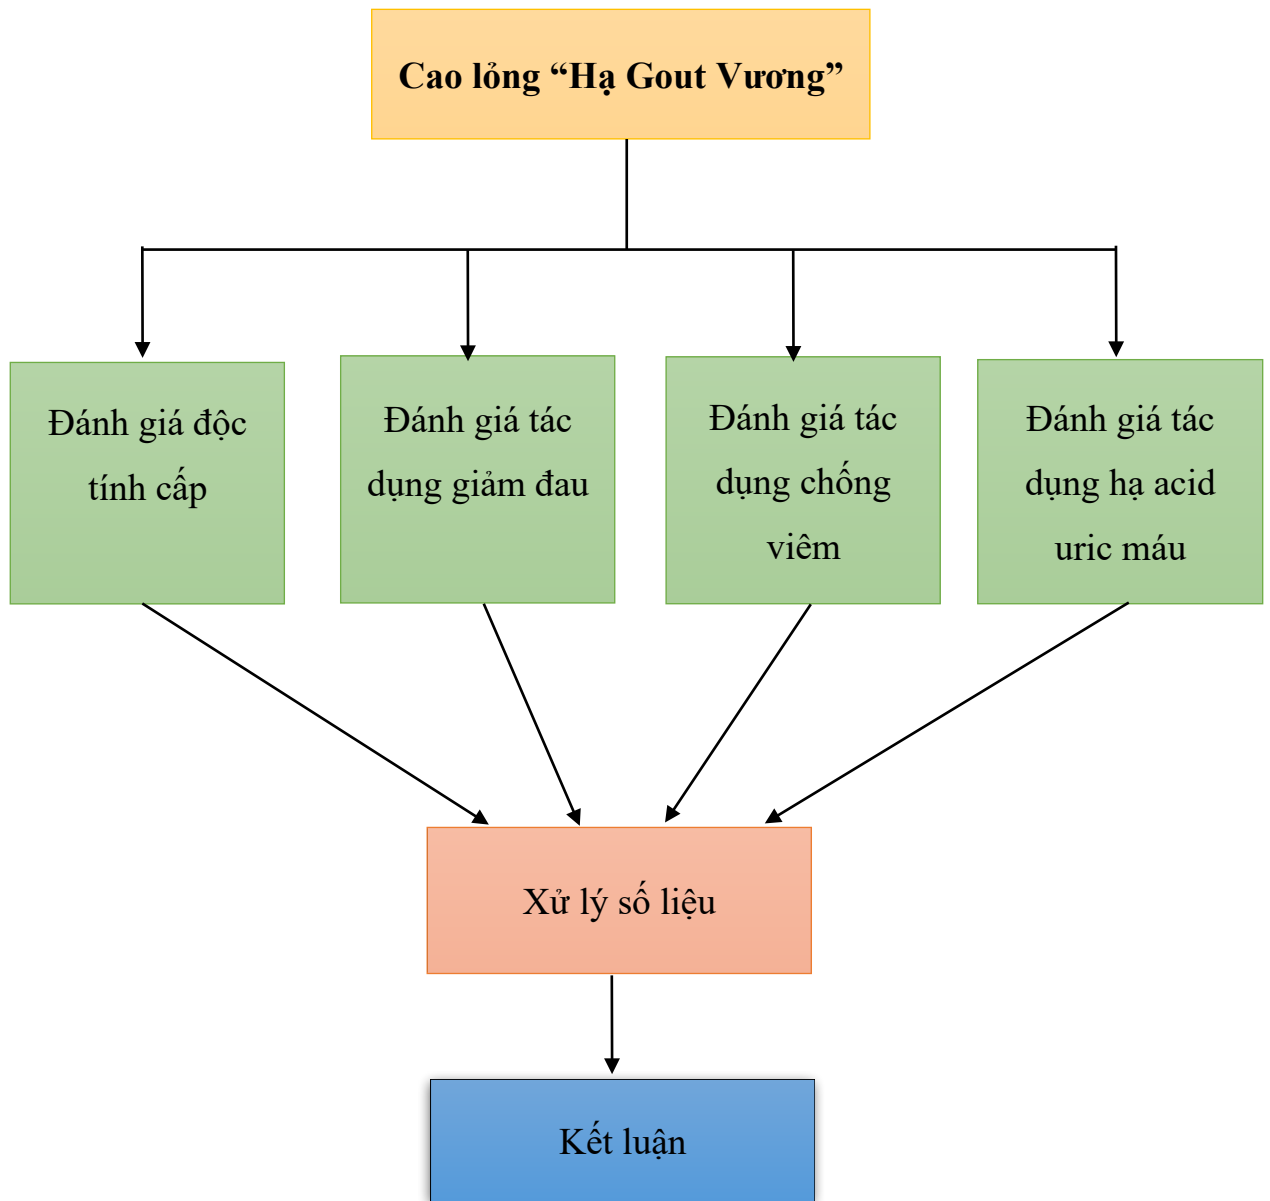 Cao lỏng “Hạ Gout Vương”
Đánh giá độc
tính cấp
Đánh giá tác
dụng giảm đau
Đánh giá tác
dụng chống
viêm
Đánh giá tác
dụng hạ acid
uric máu
Xử lý số liệu
Kết luận